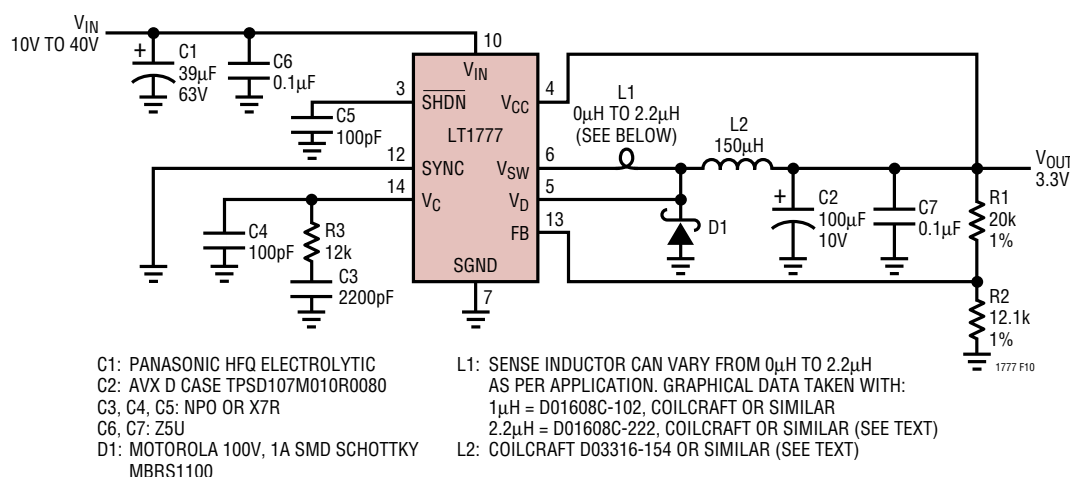 VIN
10V TO 40V
+
C1
39µF
63V
C6
0.1µF
10
VIN
3
SHDN
C5
100pF
LT1777
VCC
4
L1
0µH TO 2.2µH
(SEE BELOW)
L2
150µH
12
SYNC
VSW
6
VOUT
3.3V
14
VC
VD
5
C4
100pF
R3
12k
C3
2200pF
FB
13
D1
+
C2
100µF
10V
C7
0.1µF
R1
20k
1%
SGND
7
R2
12.1k
1%
1777 F10
C1: PANASONIC HFQ ELECTROLYTIC
C2: AVX D CASE TPSD107M010R0080
C3, C4, C5: NPO OR X7R
C6, C7: Z5U
D1: MOTOROLA 100V, 1A SMD SCHOTTKY
MBRS1100
L1: SENSE INDUCTOR CAN VARY FROM 0µH TO 2.2µH
AS PER APPLICATION. GRAPHICAL DATA TAKEN WITH:
1µH = D01608C-102, COILCRAFT OR SIMILAR
2.2µH = D01608C-222, COILCRAFT OR SIMILAR (SEE TEXT)
L2: COILCRAFT D03316-154 OR SIMILAR (SEE TEXT)